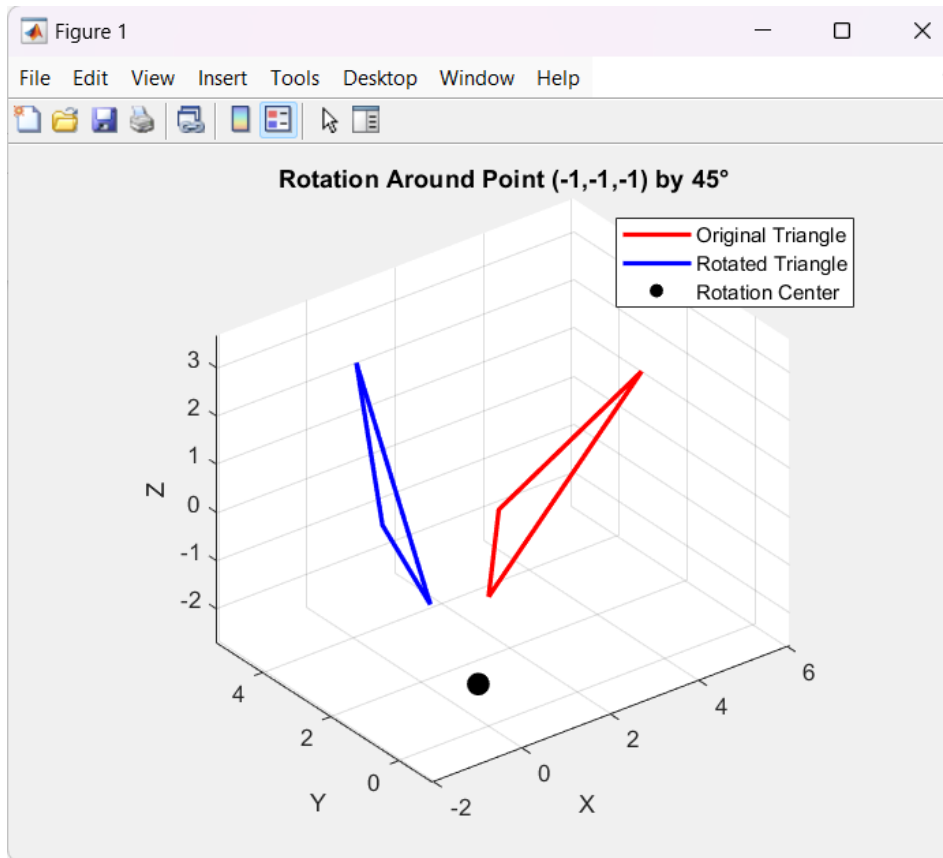 Figure 1
File Edit View Insert Tools Desktop Window Help
Rotation Around Point (-1,-1,-1) by 45°
Original Triangle
Rotated Triangle
Rotation Center
3
2
1
0
-1
-2
Z
4
2
0
Y
-2
0
2
4
6
X